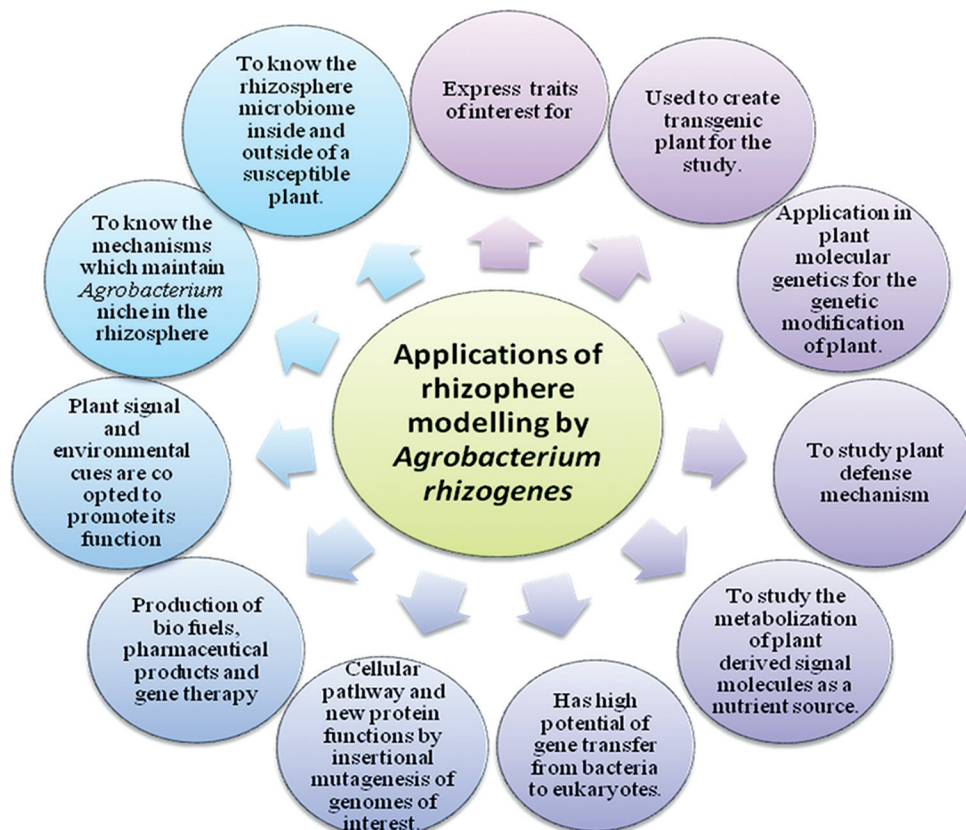 Applications of
rhizophere
modelling by
Agrobacterium
rhizogenes
Express traits
of interest for
Used to create
transgenic
plant for the
study.
Application in
plant
molecular
genetics for the
genetic
modification
of plant.
To study plant
defense
mechanism
To study the
metabolization
of plant
derived signal
molecules as a
nutrient source.
Has high
potential of
gene transfer
from bacteria
to eukaryotes.
Cellular
pathway and
new protein
functions by
insertional
mutagenesis of
genomes of
interest.
Production of
bio fuels,
pharmaceutical
products and
gene therapy
Plant signal
and
environmental
cues are co
opted to
promote its
function
To know the
mechanisms
which maintain
Agrobacterium
niche in the
rhizosphere
To know the
rhizosphere
microbiome
inside and
outside of a
susceptible
plant.